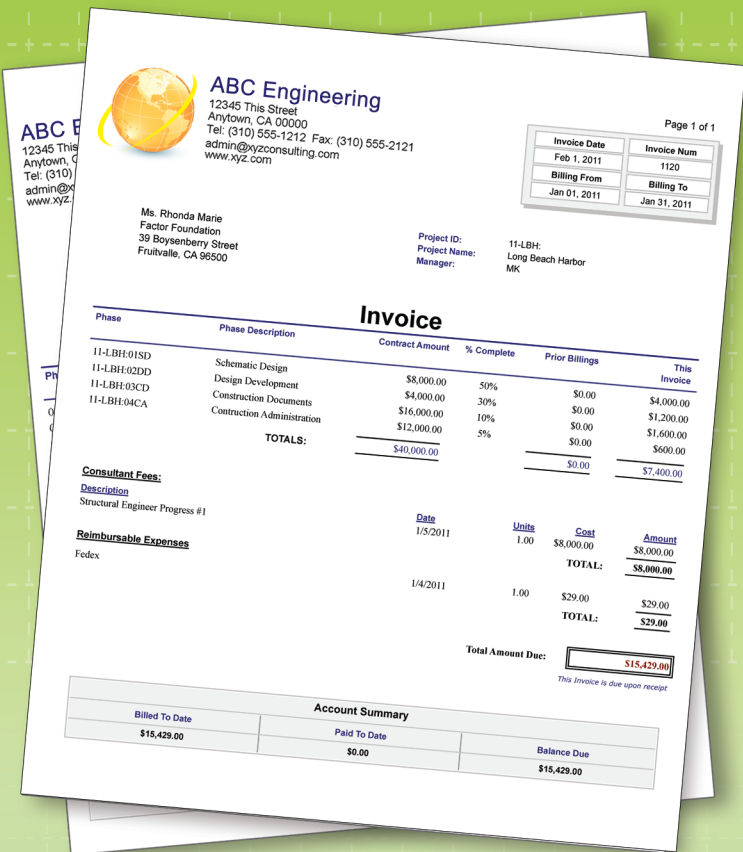 ABC Engineering
12345 This Street
Anytown, CA 00000
Tel: (310) 555-1212 Fax: (310) 555-2121
admin@xyzconsulting.com
www.xyz.com
Page 1 of 1
Invoice Date Invoice Num
Feb 1, 2011 1120
Billing From Billing To
Jan 01, 2011 Jan 31, 2011
Ms. Rhonda Marie
Factor Foundation
39 Boysenberry Street
Fruitvalle, CA 96500
Project ID: 11-LBH:
Project Name: Long Beach Harbor
Manager: MK
Invoice
Phase Phase Description Contract Amount % Complete Prior Billings This Invoice
11-LBH:01SD Schematic Design $8,000.00 50% $0.00 $4,000.00
11-LBH:02DD Design Development $4,000.00 30% $0.00 $1,200.00
11-LBH:03CD Construction Documents $16,000.00 10% $0.00 $1,600.00
11-LBH:04CA Contruction Administration $12,000.00 5% $0.00 $600.00
TOTALS: $40,000.00 $0.00 $7,400.00
Consultant Fees:
Description Date Units Cost Amount
Structural Engineer Progress #1 1/5/2011 1.00 $8,000.00 $8,000.00
TOTAL: $8,000.00
Reimbursable Expenses
Fedex 1/4/2011 1.00 $29.00 $29.00
TOTAL: $29.00
Total Amount Due: $15,429.00
This Invoice is due upon receipt
Account Summary
Billed To Date Paid To Date Balance Due
$15,429.00 $0.00 $15,429.00
ABC
12345 This
Anytown,
Tel: (310)
www.xyz.